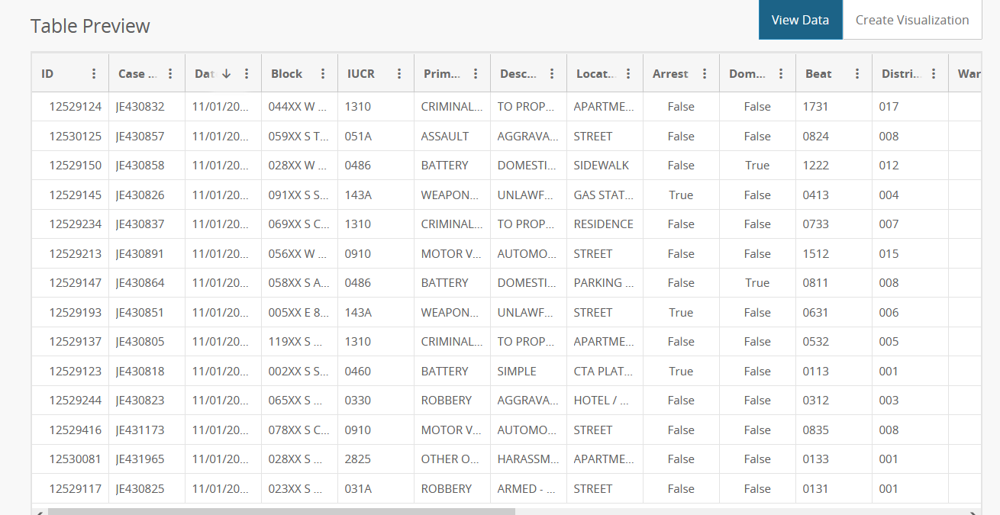 Table Preview View Data Create Visualization
ID Case ... Dat Block IUCR Prim... Desc... Locat... Arrest Dom... Beat Distri... War
12529124 JE430832 11/01/20... 044XX W ... 1310 CRIMINAL... TO PROP... APARTME... False False 1731 017
12530125 JE430857 11/01/20... 059XX S T... 051A ASSAULT AGGRAVA... STREET False False 0824 008
12529150 JE430858 11/01/20... 028XX W ... 0486 BATTERY DOMESTI... SIDEWALK False True 1222 012
12529145 JE430826 11/01/20... 091XX S S... 143A WEAPON... UNLAWF... GAS STAT... True False 0413 004
12529234 JE430837 11/01/20... 069XX S C... 1310 CRIMINAL... TO PROP... RESIDENCE False False 0733 007
12529213 JE430891 11/01/20... 056XX W ... 0910 MOTOR V... AUTOMO... STREET False False 1512 015
12529147 JE430864 11/01/20... 058XX S A... 0486 BATTERY DOMESTI... PARKING ... False True 0811 008
12529193 JE430851 11/01/20... 005XX E 8... 143A WEAPON... UNLAWF... STREET True False 0631 006
12529137 JE430805 11/01/20... 119XX S ... 1310 CRIMINAL... TO PROP... APARTME... False False 0532 005
12529123 JE430818 11/01/20... 002XX S S... 0460 BATTERY SIMPLE CTA PLAT... True False 0113 001
12529244 JE430823 11/01/20... 065XX S ... 0330 ROBBERY AGGRAVA... HOTEL / ... False False 0312 003
12529416 JE431173 11/01/20... 078XX S C... 0910 MOTOR V... AUTOMO... STREET False False 0835 008
12530081 JE431965 11/01/20... 028XX S ... 2825 OTHER O... HARASSM... APARTME... False False 0133 001
12529117 JE430825 11/01/20... 023XX S ... 031A ROBBERY ARMED - ... STREET False False 0131 001